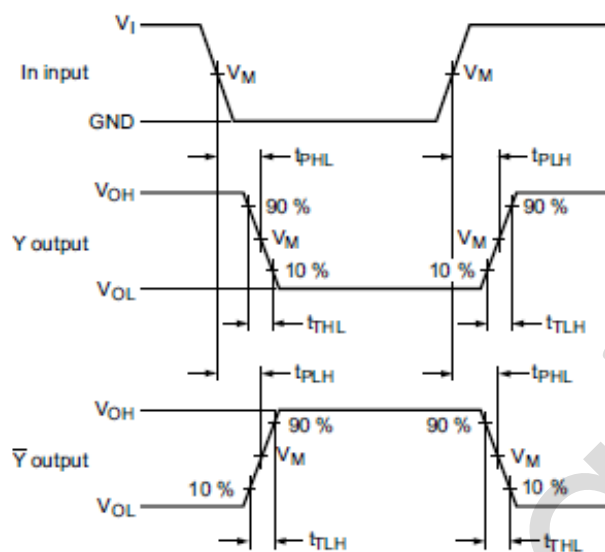 VI
In input
VM
VM
GND
tPHL
tPLH
VOH
90 %
90 %
Y output
VM
VM
10 %
10 %
VOL
tTHL
tTLH
tPLH
tPHL
VOH
90 %
90 %
Y̅ output
VM
VM
10 %
10 %
VOL
tTLH
tTHL